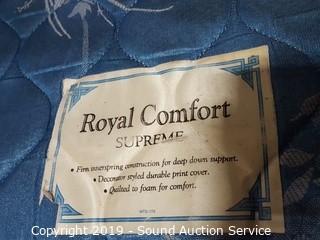 Royal Comfort
SUPREME
• Firm innerspring construction for deep down support.
• Decorator styled durable print cover.
• Quilted to foam for comfort.
Copyright 2019 - Sound Auction Service